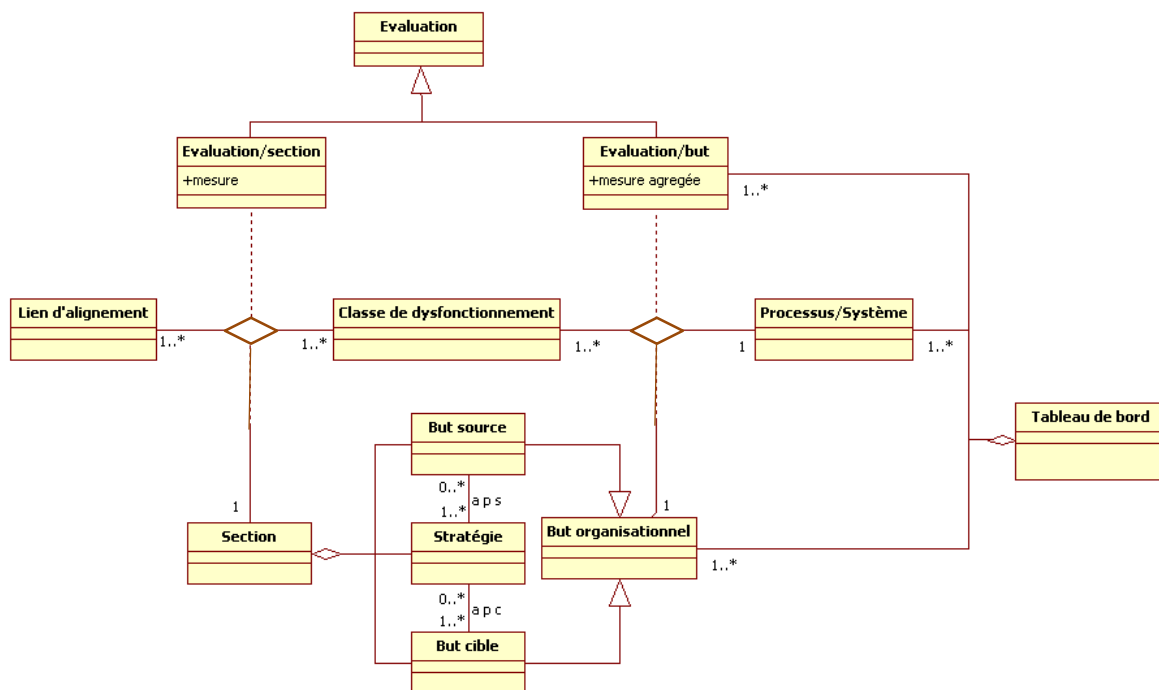 Evaluation
Evaluation/section
+mesure
Evaluation/but
+mesure agregée
1..*
Lien d'alignement
1..*
1..*
Classe de dysfonctionnement
1..*
1
Processus/Système
1..*
Tableau de bord
But source
0..*
a p s
1..*
1
Section
Stratégie
1
But organisationnel
1..*
0..*
a p c
1..*
But cible